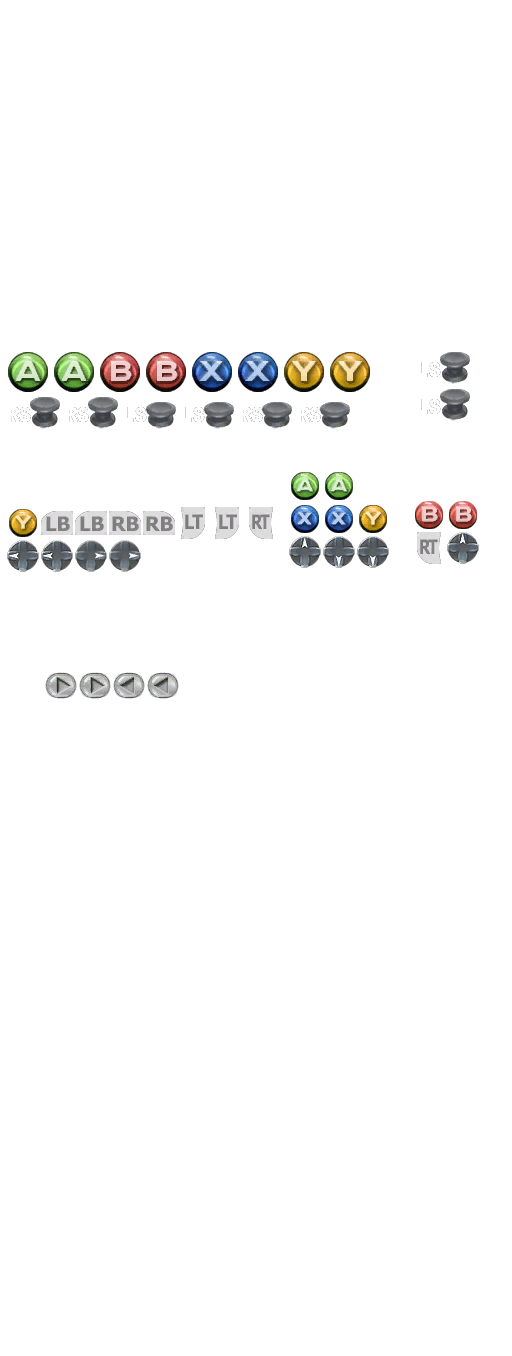 A A B B X X Y Y
LS
RS RS LS LS RS RS
LS
A A
Y LB LB RB RB LT LT RT
X X Y
B B
RT